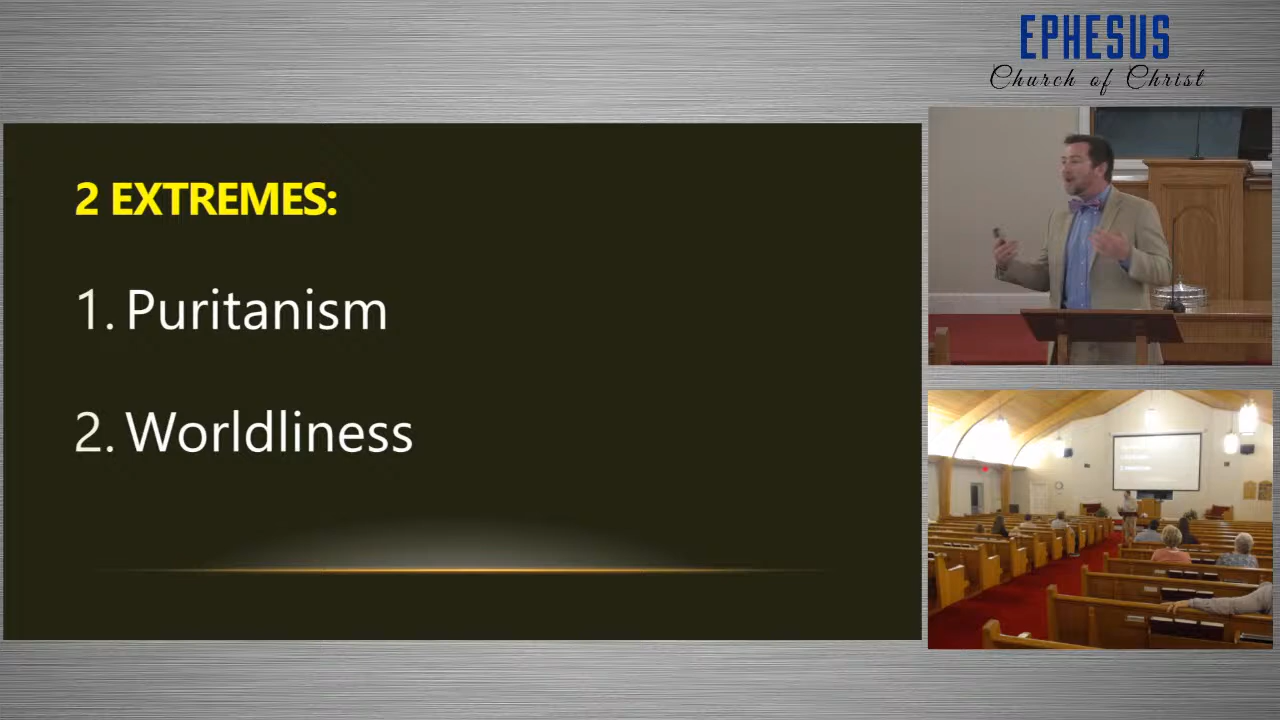 EPHESUS
Church of Christ
2 EXTREMES:
1. Puritanism
2. Worldliness